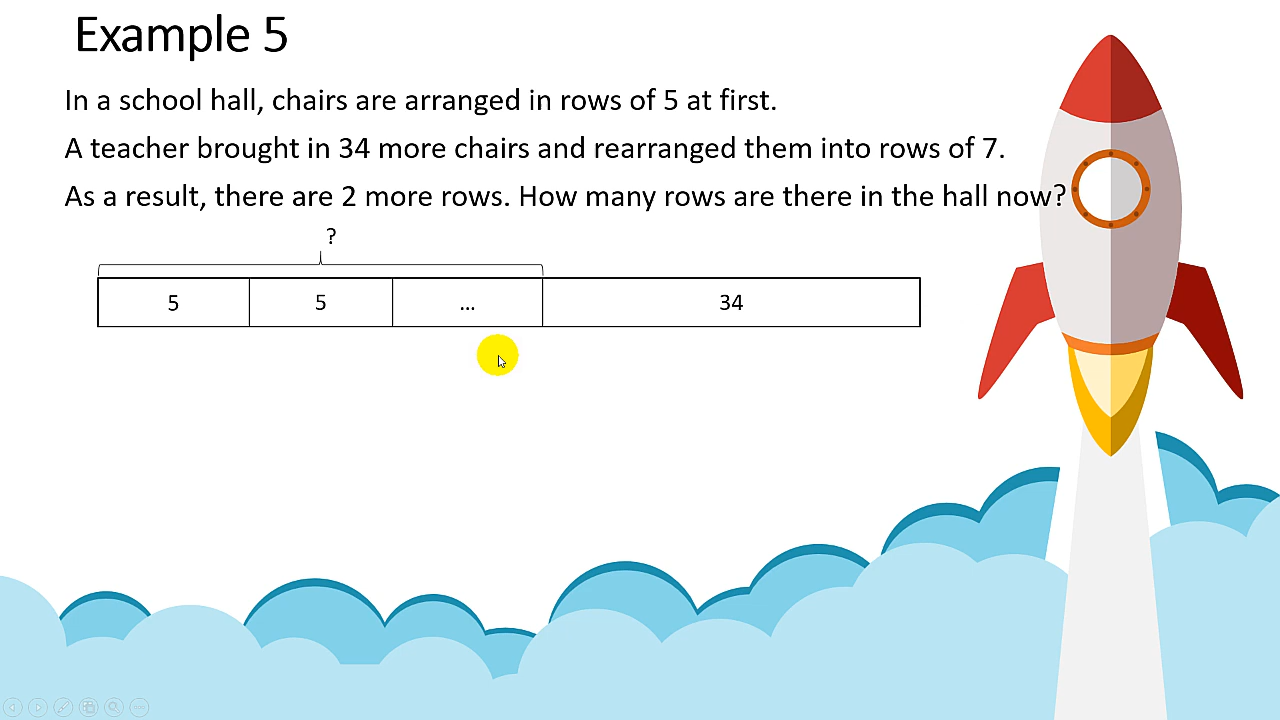 Example 5
In a school hall, chairs are arranged in rows of 5 at first.
A teacher brought in 34 more chairs and rearranged them into rows of 7.
As a result, there are 2 more rows. How many rows are there in the hall now?
?
5 5 ... 34